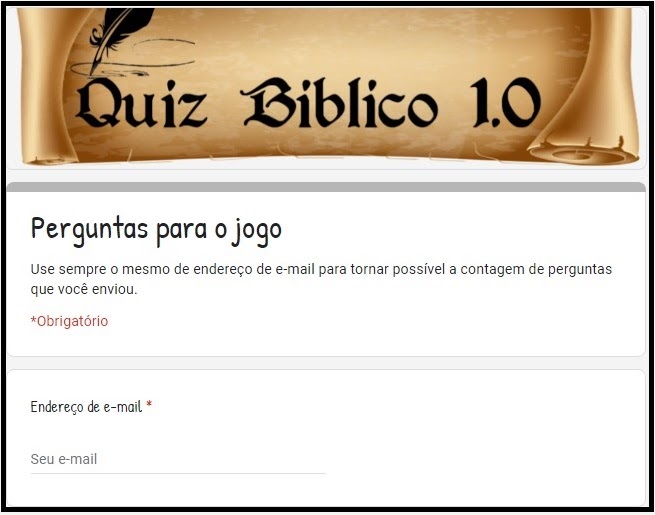 Quiz Biblico 1.0
Perguntas para o jogo
Use sempre o mesmo de endereço de e-mail para tornar possível a contagem de perguntas
que você enviou.
*Obrigatório
Endereço de e-mail *
Seu e-mail